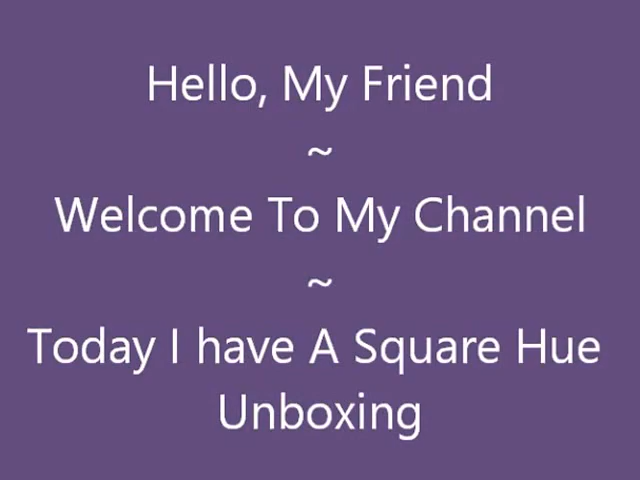 Hello, My Friend
~
Welcome To My Channel
~
Today I have A Square Hue
Unboxing